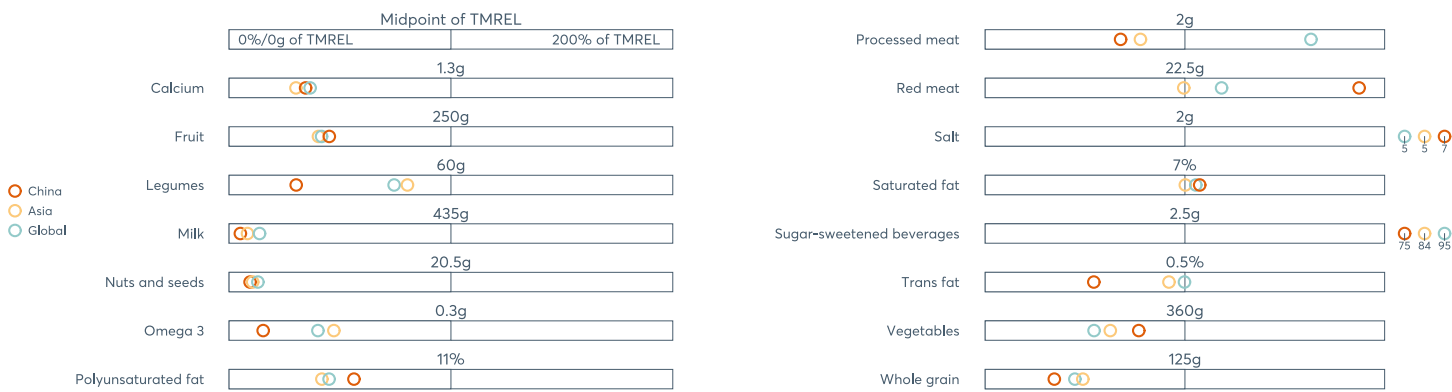 Midpoint of TMREL
0%/0g of TMREL 200% of TMREL
1.3g
Calcium
250g
Fruit
60g
Legumes
435g
Milk
20.5g
Nuts and seeds
0.3g
Omega 3
11%
Polyunsaturated fat
China
Asia
Global
2g
Processed meat
22.5g
Red meat
2g
Salt
5 5 7
7%
Saturated fat
2.5g
Sugar-sweetened beverages
75 84 95
0.5%
Trans fat
360g
Vegetables
125g
Whole grain